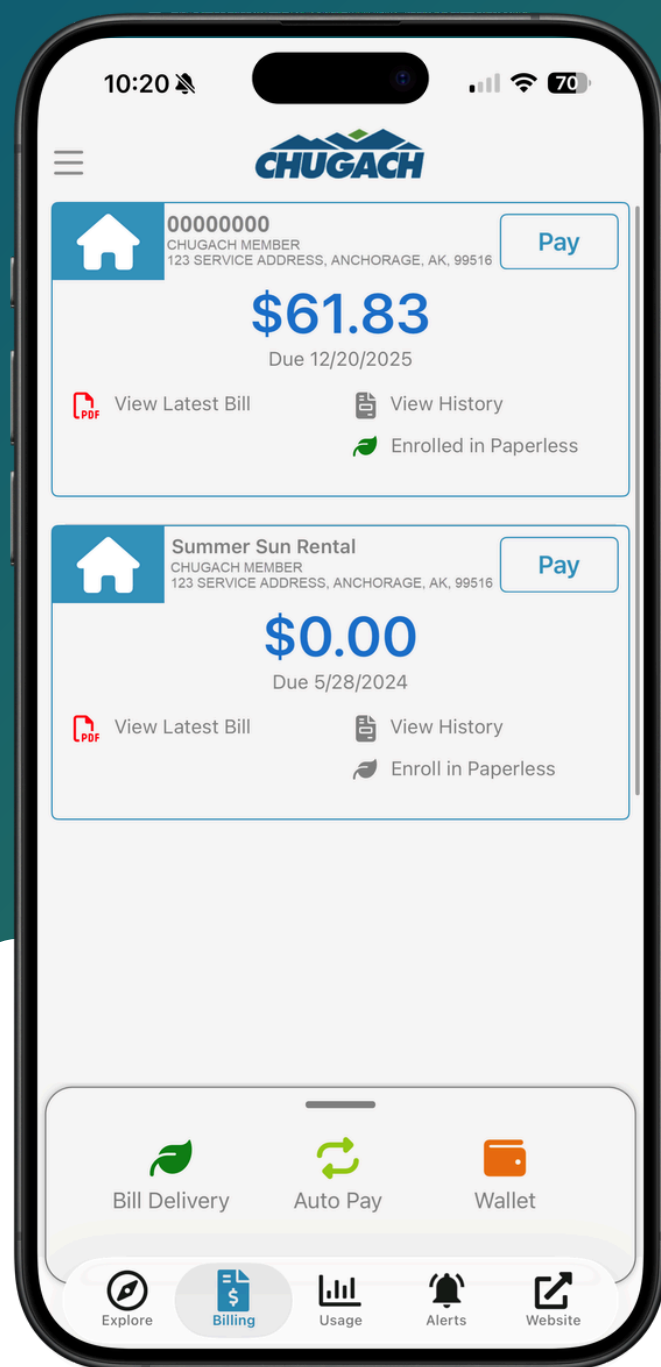 10:20
70
CHUGACH
00000000
CHUGACH MEMBER
123 SERVICE ADDRESS, ANCHORAGE, AK, 99516
Pay
$61.83
Due 12/20/2025
PDF View Latest Bill
View History
Enrolled in Paperless
Summer Sun Rental
CHUGACH MEMBER
123 SERVICE ADDRESS, ANCHORAGE, AK, 99516
Pay
$0.00
Due 5/28/2024
PDF View Latest Bill
View History
Enroll in Paperless
Bill Delivery
Auto Pay
Wallet
Explore
Billing
Usage
Alerts
Website